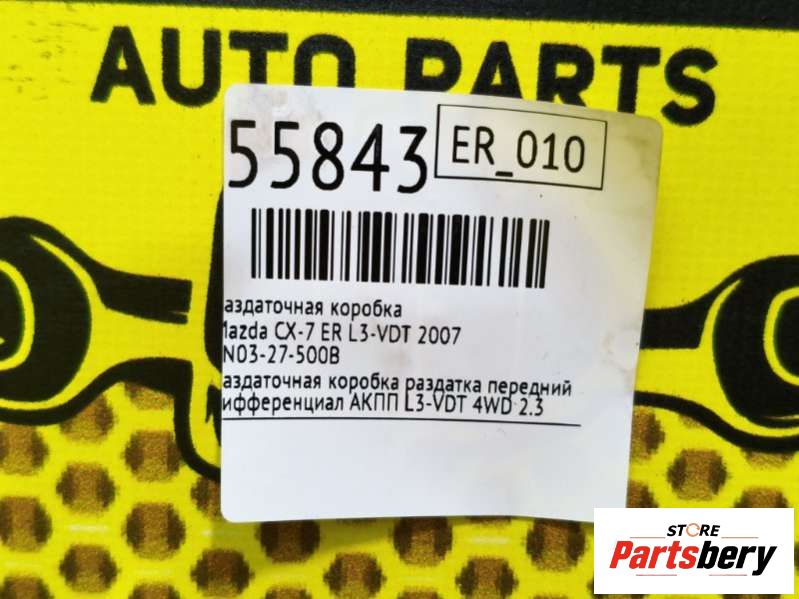 AUTO PARTS
55843
ER_010
аздаточная коробка
azda CX-7 ER L3-VDT 2007
N03-27-500B
аздаточная коробка раздатка передний
ифференциал АКПП L3-VDT 4WD 2.3
STORE
Partsbery